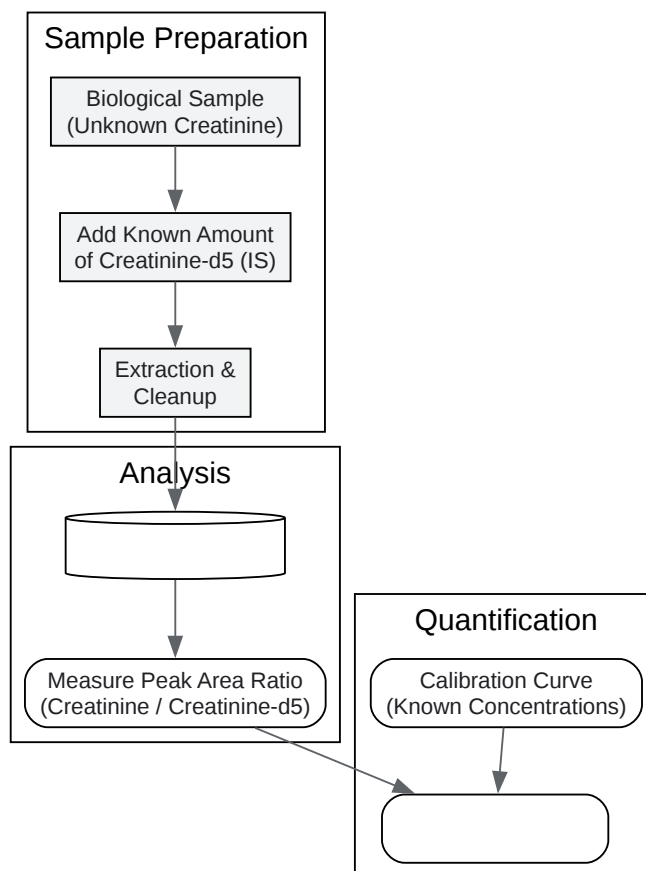 Sample Preparation
Biological Sample
(Unknown Creatinine)
Add Known Amount
of Creatinine-d5 (IS)
Extraction &
Cleanup
Analysis
Measure Peak Area Ratio
(Creatinine / Creatinine-d5)
Quantification
Calibration Curve
(Known Concentrations)